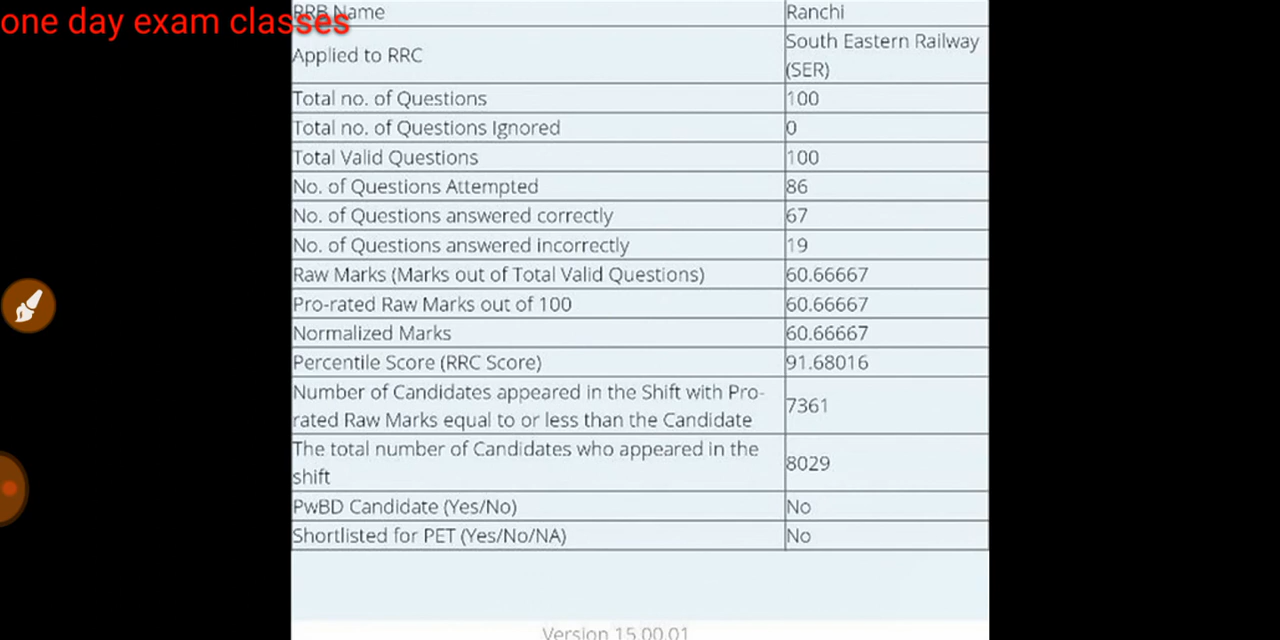 one day exam classes
RRB Name Ranchi
Applied to RRC South Eastern Railway
(SER)
Total no. of Questions 100
Total no. of Questions Ignored 0
Total Valid Questions 100
No. of Questions Attempted 86
No. of Questions answered correctly 67
No. of Questions answered incorrectly 19
Raw Marks (Marks out of Total Valid Questions) 60.66667
Pro-rated Raw Marks out of 100 60.66667
Normalized Marks 60.66667
Percentile Score (RRC Score) 91.68016
Number of Candidates appeared in the Shift with Pro-
rated Raw Marks equal to or less than the Candidate 7361
The total number of Candidates who appeared in the
shift 8029
PwBD Candidate (Yes/No) No
Shortlisted for PET (Yes/No/NA) No
Version 15.00.01